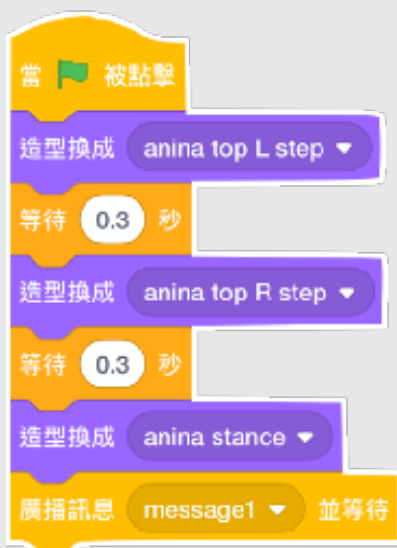 當 被點擊
造型換成 anina top L step
等待 0.3 秒
造型換成 anina top R step
等待 0.3 秒
造型換成 anina stance
廣播訊息 message1 並等待